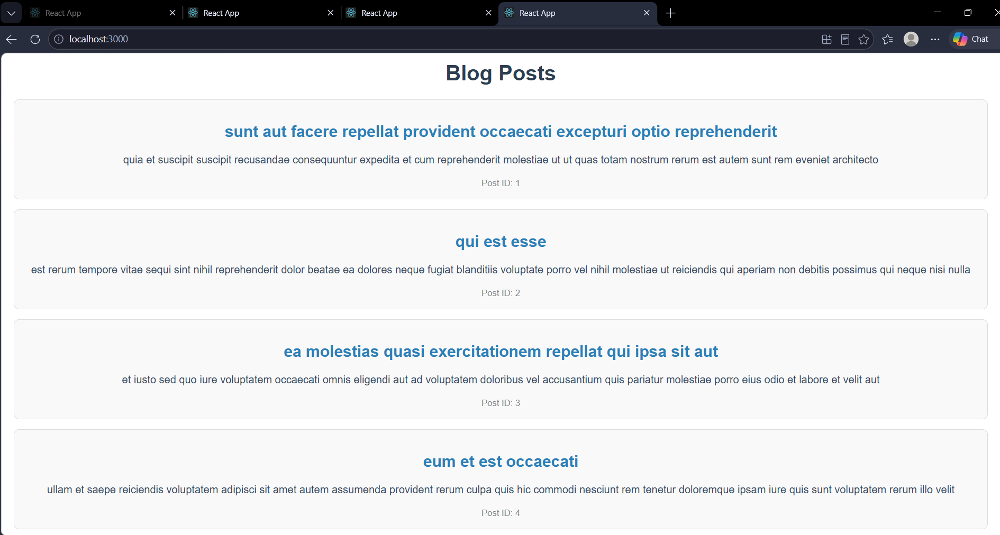 React App
React App
React App
React App
localhost:3000
Chat
Blog Posts
sunt aut facere repellat provident occaecati excepturi optio reprehenderit
quia et suscipit suscipit recusandae consequuntur expedita et cum reprehenderit molestiae ut ut quas totam nostrum rerum est autem sunt rem eveniet architecto
Post ID: 1
qui est esse
est rerum tempore vitae sequi sint nihil reprehenderit dolor beatae ea dolores neque fugiat blanditiis voluptate porro vel nihil molestiae ut reiciendis qui aperiam non debitis possimus qui neque nisi nulla
Post ID: 2
ea molestias quasi exercitationem repellat qui ipsa sit aut
et iusto sed quo iure voluptatem occaecati omnis eligendi aut ad voluptatem doloribus vel accusantium quis pariatur molestiae porro eius odio et labore et velit aut
Post ID: 3
eum et est occaecati
ullam et saepe reiciendis voluptatem adipisci sit amet autem assumenda provident rerum culpa quis hic commodi nesciunt rem tenetur doloremque ipsam iure quis sunt voluptatem rerum illo velit
Post ID: 4